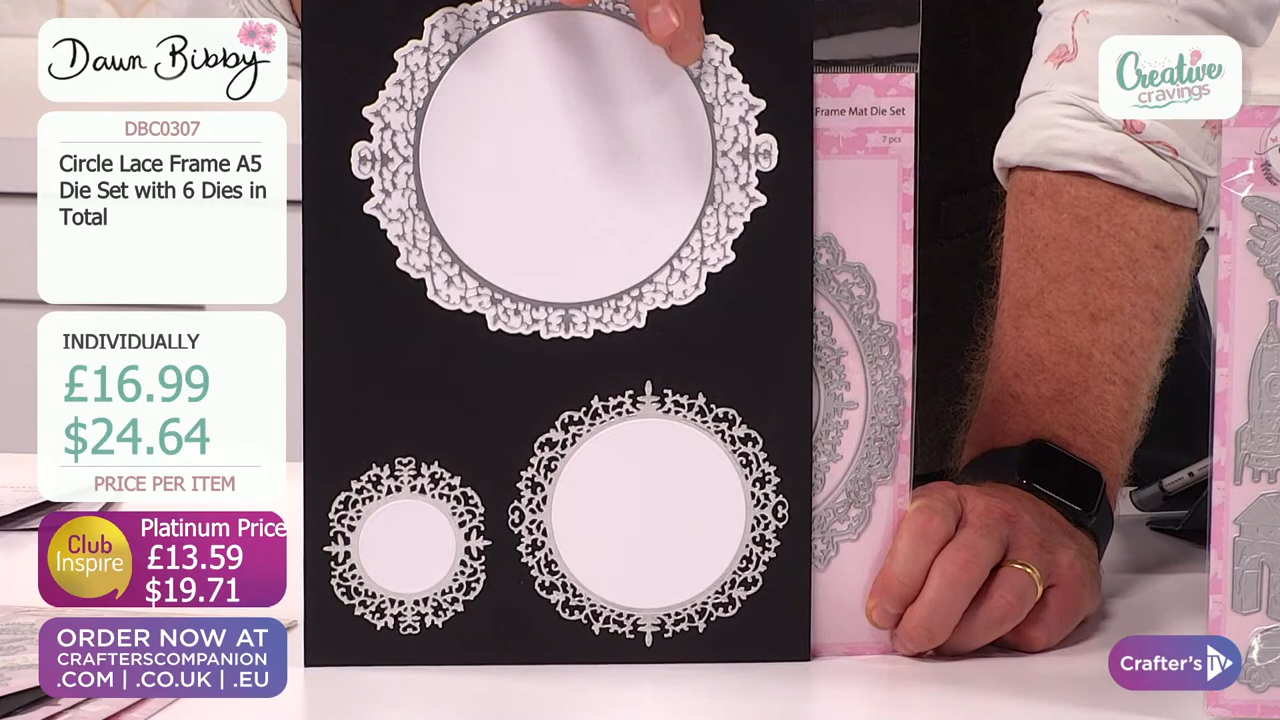 Dawn Bibby
DBC0307
Circle Lace Frame A5
Die Set with 6 Dies in
Total
INDIVIDUALLY
£16.99
$24.64
PRICE PER ITEM
Club
Inspire
Platinum Price
£13.59
$19.71
ORDER NOW AT
CRAFTERSCOMPANION
.COM | .CO.UK | .EU
Frame Mat Die Set
7 pcs
Creative
cravings
Crafter's TV